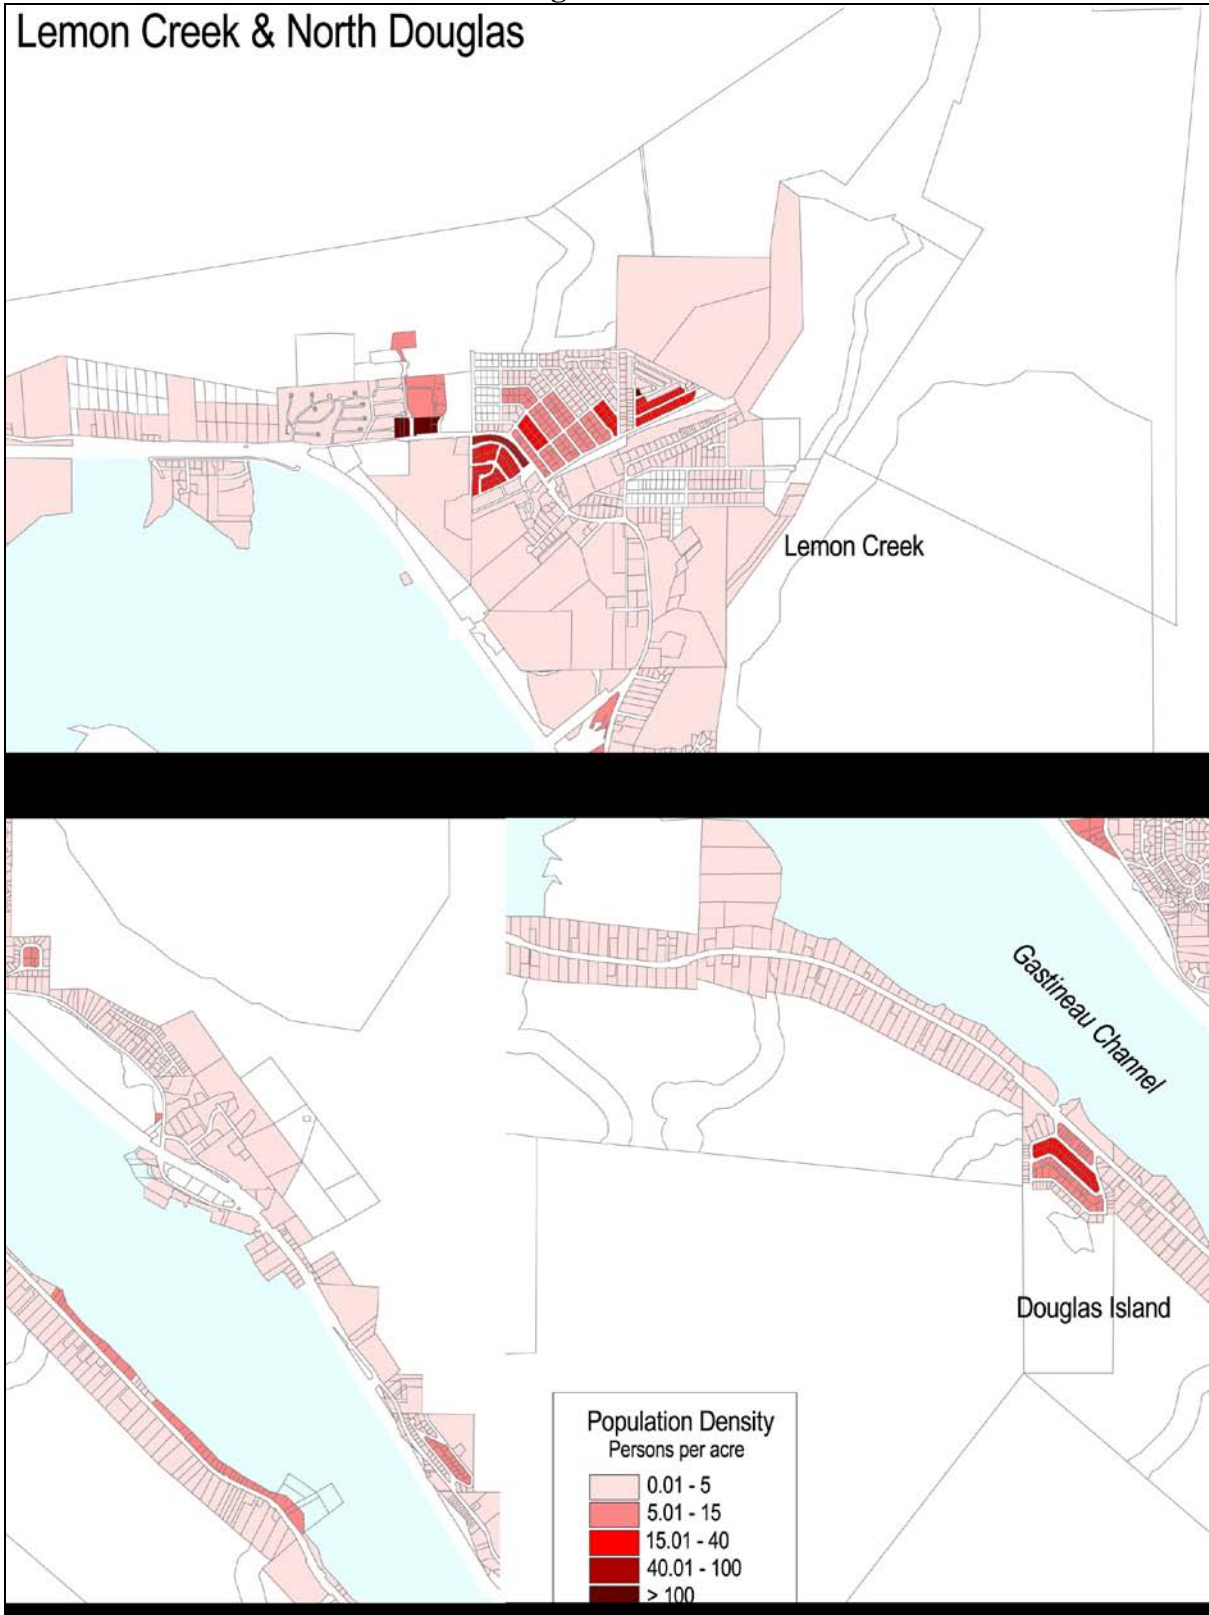 Lemon Creek & North Douglas
Lemon Creek
Gastineau Channel
Douglas Island
Population Density
Persons per acre
0.01 - 5
5.01 - 15
15.01 - 40
40.01 - 100
> 100